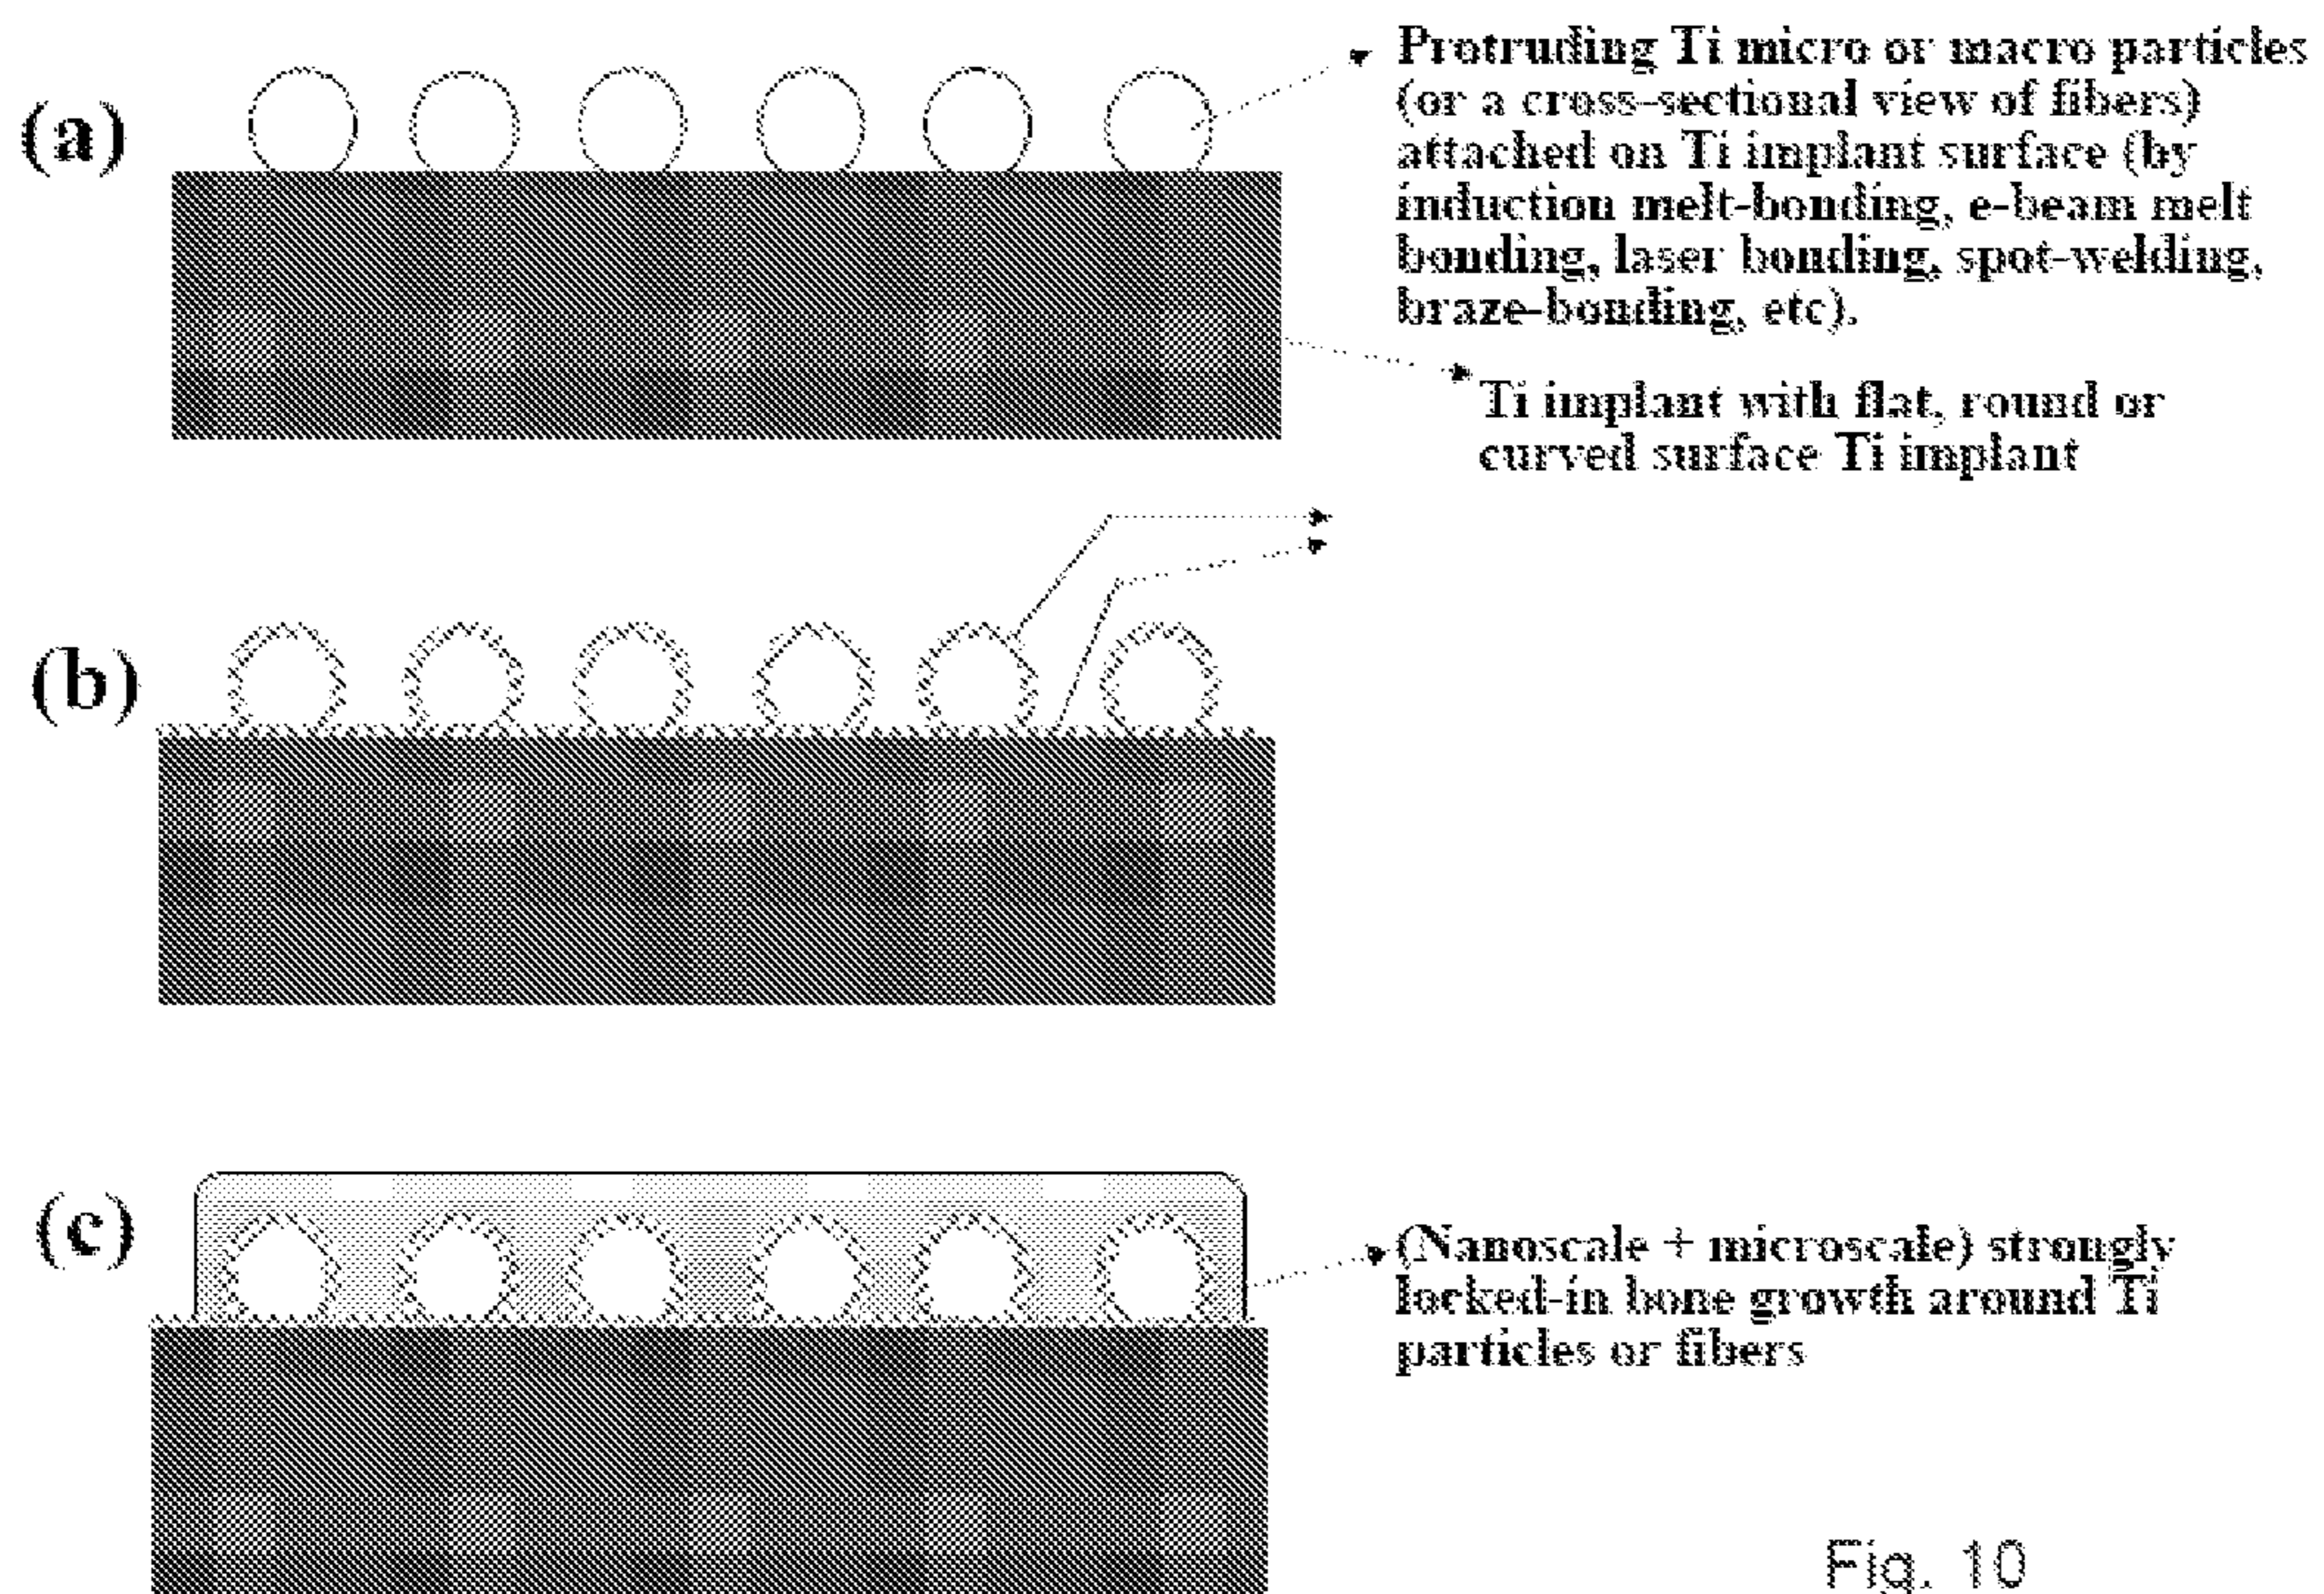 (a)
Protruding Ti micro or macro particles
(or a cross-sectional view of fibers)
attached on Ti implant surface (by
induction melt-bonding, e-beam melt
bonding, laser bonding, spot-welding,
braze-bonding, etc).
Ti implant with flat, round or
curved surface Ti implant
(b)
(c)
(Nanoscale + microscale) strongly
locked-in bone growth around Ti
particles or fibers
Fig. 10